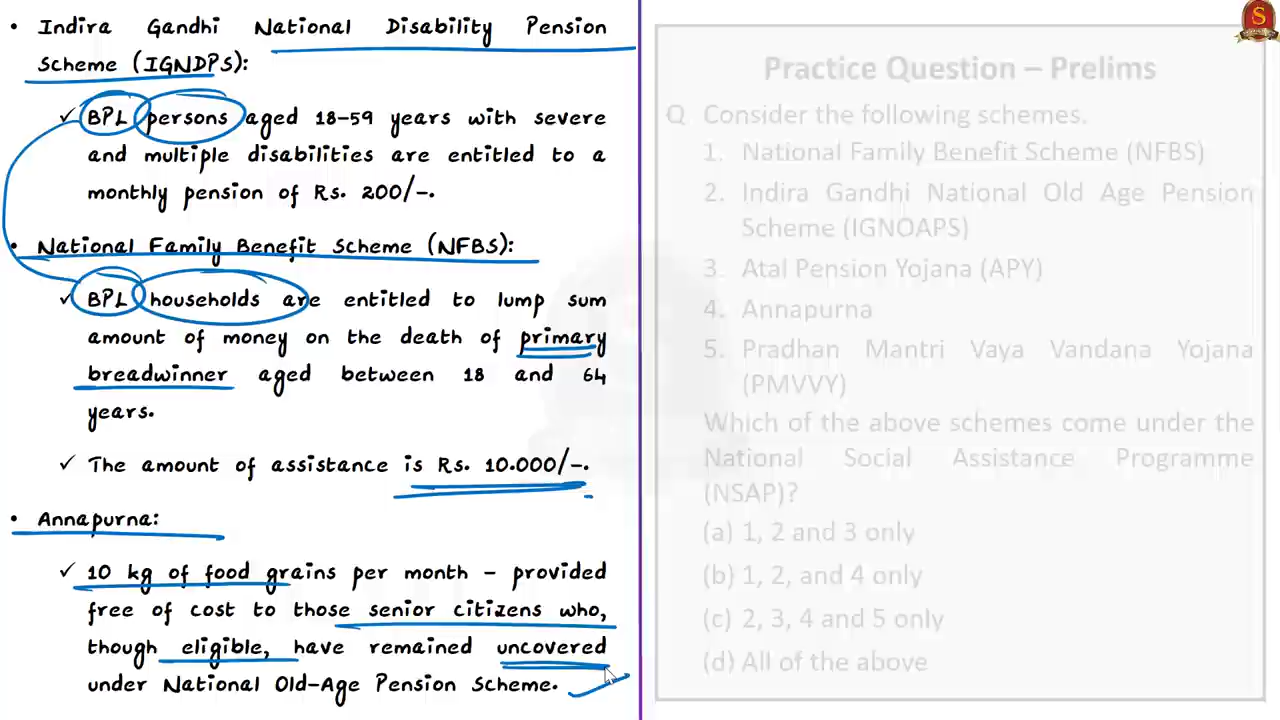 • Indira Gandhi National Disability Pension
Scheme (IGNDPS):
✓ BPL persons aged 18-59 years with severe
and multiple disabilities are entitled to a
monthly pension of Rs. 200/-.
• National Family Benefit Scheme (NFBS):
✓ BPL households are entitled to lump sum
amount of money on the death of primary
breadwinner aged between 18 and 64
years.
✓ The amount of assistance is Rs. 10.000/-.
• Annapurna:
✓ 10 kg of food grains per month – provided
free of cost to those senior citizens who,
though eligible, have remained uncovered
under National Old-Age Pension Scheme.
S
Practice Question – Prelims
Q Consider the following schemes.
1. National Family Benefit Scheme (NFBS)
2. Indira Gandhi National Old Age Pension
Scheme (IGNOAPS)
3. Atal Pension Yojana (APY)
4. Annapurna
5. Pradhan Mantri Vaya Vandana Yojana
(PMVVY)
Which of the above schemes come under the
National Social Assistance Programme
(NSAP)?
(a) 1, 2 and 3 only
(b) 1, 2, and 4 only
(c) 2, 3, 4 and 5 only
(d) All of the above